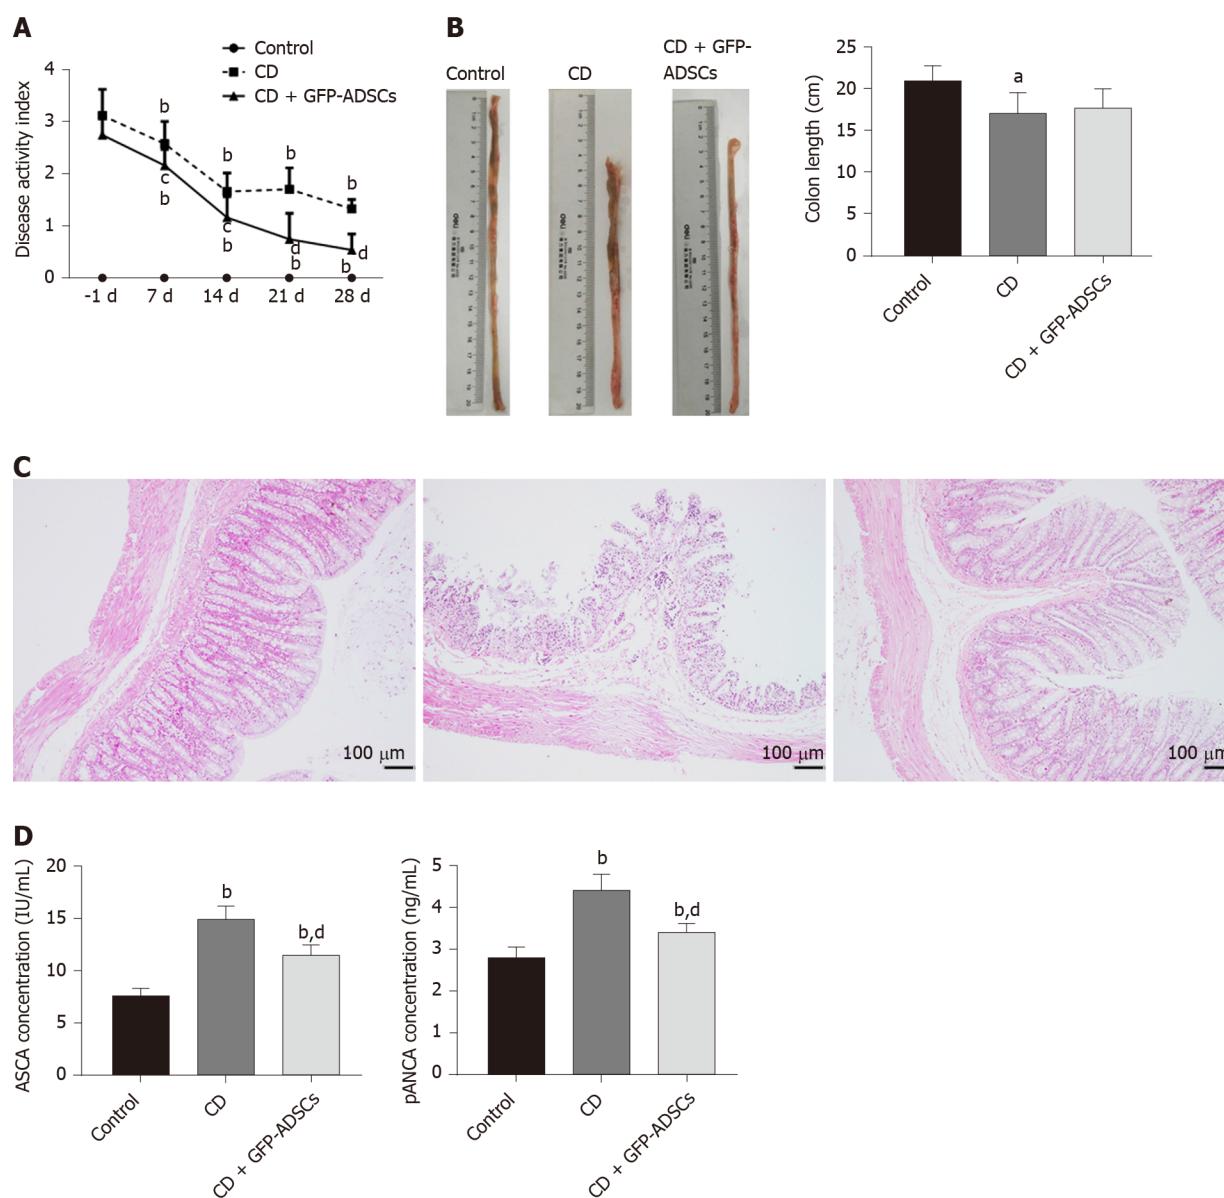 A
Control
CD
CD + GFP-ADSCs
Disease activity index
4
3
2
1
0
b
b
b
b
c
b
c
b
d
b
d
b
-1 d
7 d
14 d
21 d
28 d
B
Control
CD
CD + GFP-
ADSCs
deli
deli
deli
Colon length (cm)
25
20
15
10
5
0
a
Control
CD
CD + GFP-ADSCs
C
100 μm
100 μm
100 μm
D
ASCA concentration (IU/mL)
20
15
10
5
0
b
b,d
Control
CD
CD + GFP-ADSCs
pANCA concentration (ng/mL)
5
4
3
2
1
0
b
b,d
Control
CD
CD + GFP-ADSCs